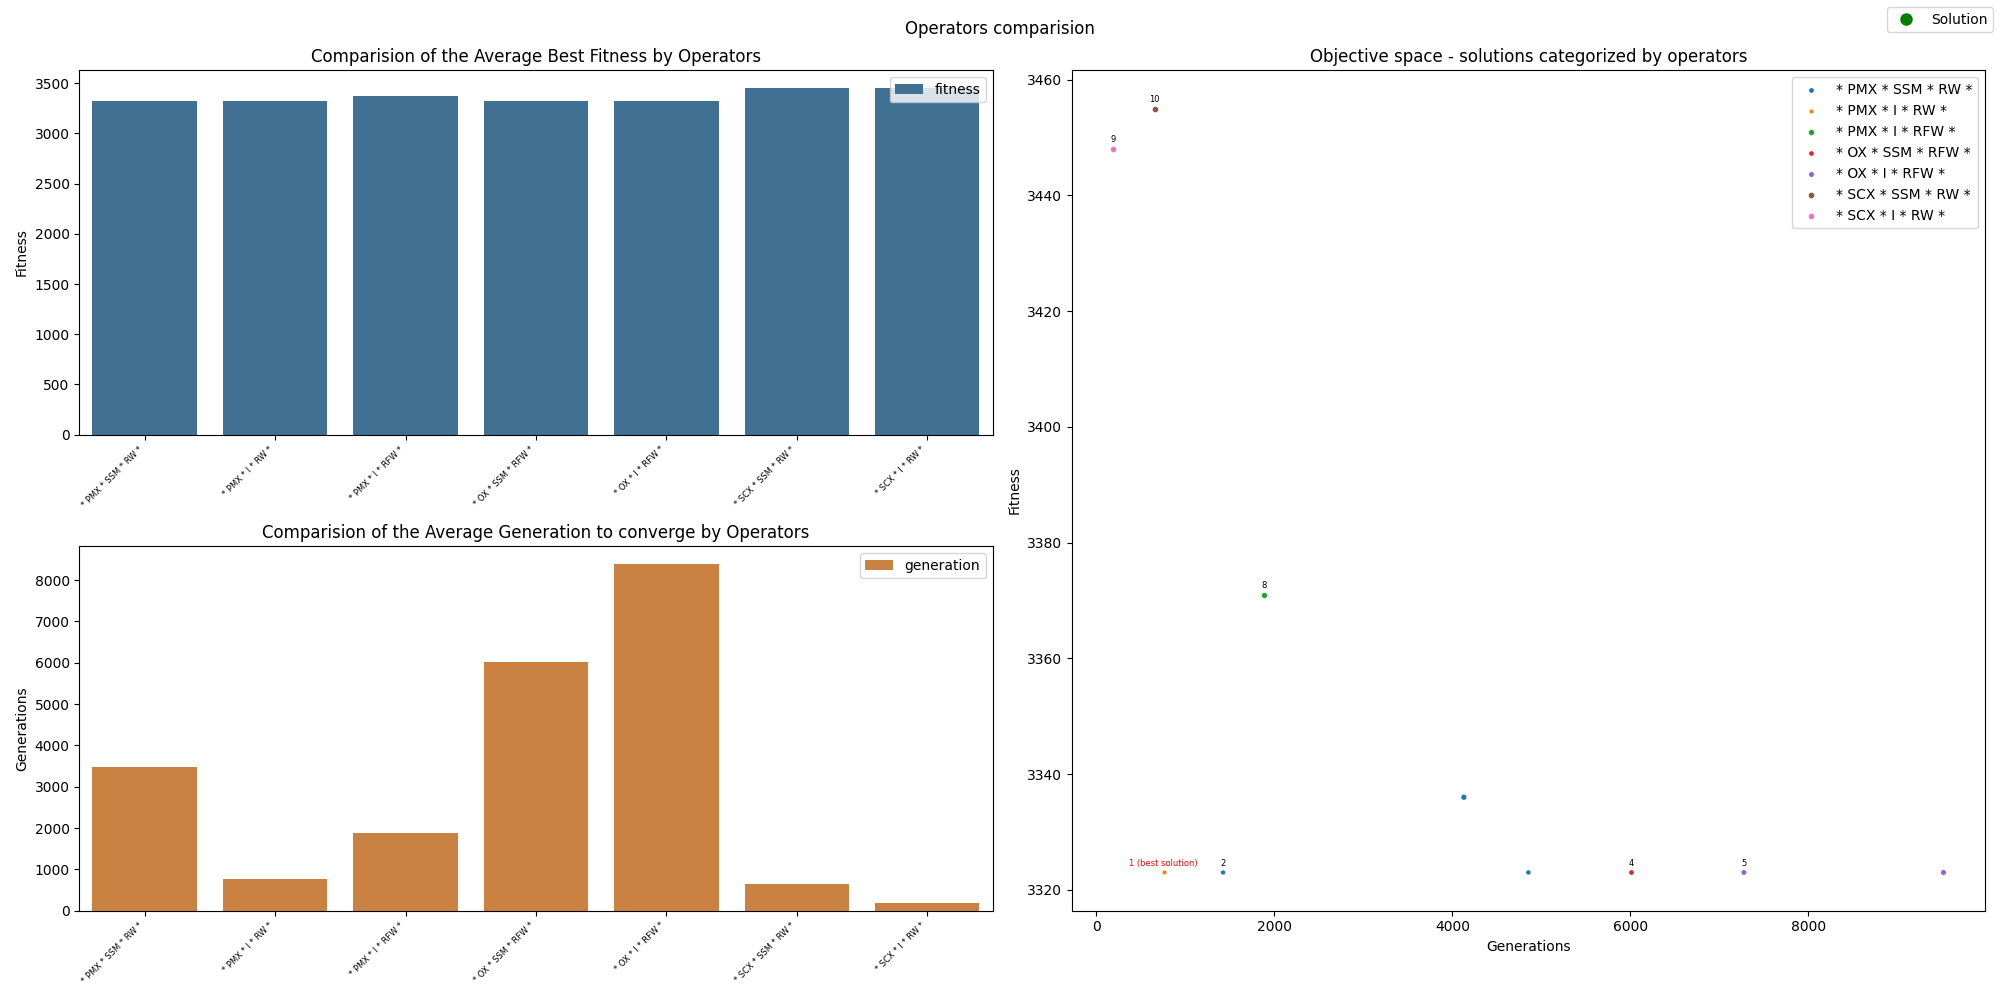 Operators comparision
Solution
Comparision of the Average Best Fitness by Operators
fitness
Fitness
3500
3000
2500
2000
1500
1000
500
0
* PMX * SSM * RW *
* PMX * I * RW *
* PMX * I * RFW *
* OX * SSM * RFW *
* OX * I * RFW *
* SCX * SSM * RW *
* SCX * I * RW *
Comparision of the Average Generation to converge by Operators
generation
Generations
8000
7000
6000
5000
4000
3000
2000
1000
0
* PMX * SSM * RW *
* PMX * I * RW *
* PMX * I * RFW *
* OX * SSM * RFW *
* OX * I * RFW *
* SCX * SSM * RW *
* SCX * I * RW *
Objective space - solutions categorized by operators
* PMX * SSM * RW *
* PMX * I * RW *
* PMX * I * RFW *
* OX * SSM * RFW *
* OX * I * RFW *
* SCX * SSM * RW *
* SCX * I * RW *
Fitness
3460
3440
3420
3400
3380
3360
3340
3320
10
9
8
1 (best solution)
2
4
5
0
2000
4000
6000
8000
Generations